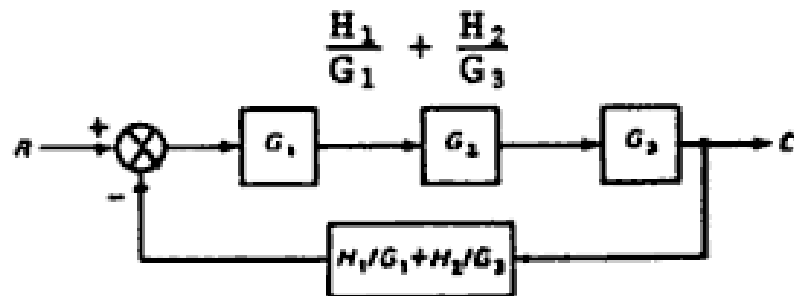 H₁/G₁ + H₂/G₃
R + G₁ G₂ G₃ C
−
H₁/G₁+H₂/G₃